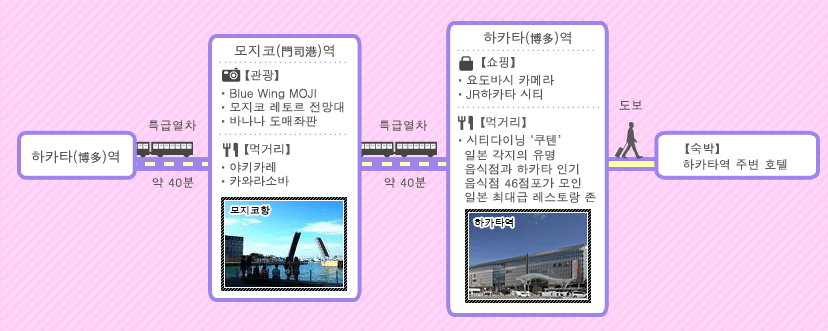 하카타(博多)역
특급열차
약 40분
모지코(門司港)역
【관광】
· Blue Wing MOJI
· 모지코 레토르 전망대
· 바나나 도매좌판
【먹거리】
· 야키카레
· 카와라소바
모지코항
특급열차
약 40분
하카타(博多)역
【쇼핑】
· 요도바시 카메라
· JR하카타 시티
【먹거리】
· 시티다이닝 ‘쿠텐’
일본 각지의 유명
음식점과 하카타 인기
음식점 46점포가 모인
일본 최대급 레스토랑 존
하카타역
도보
【숙박】
하카타역 주변 호텔